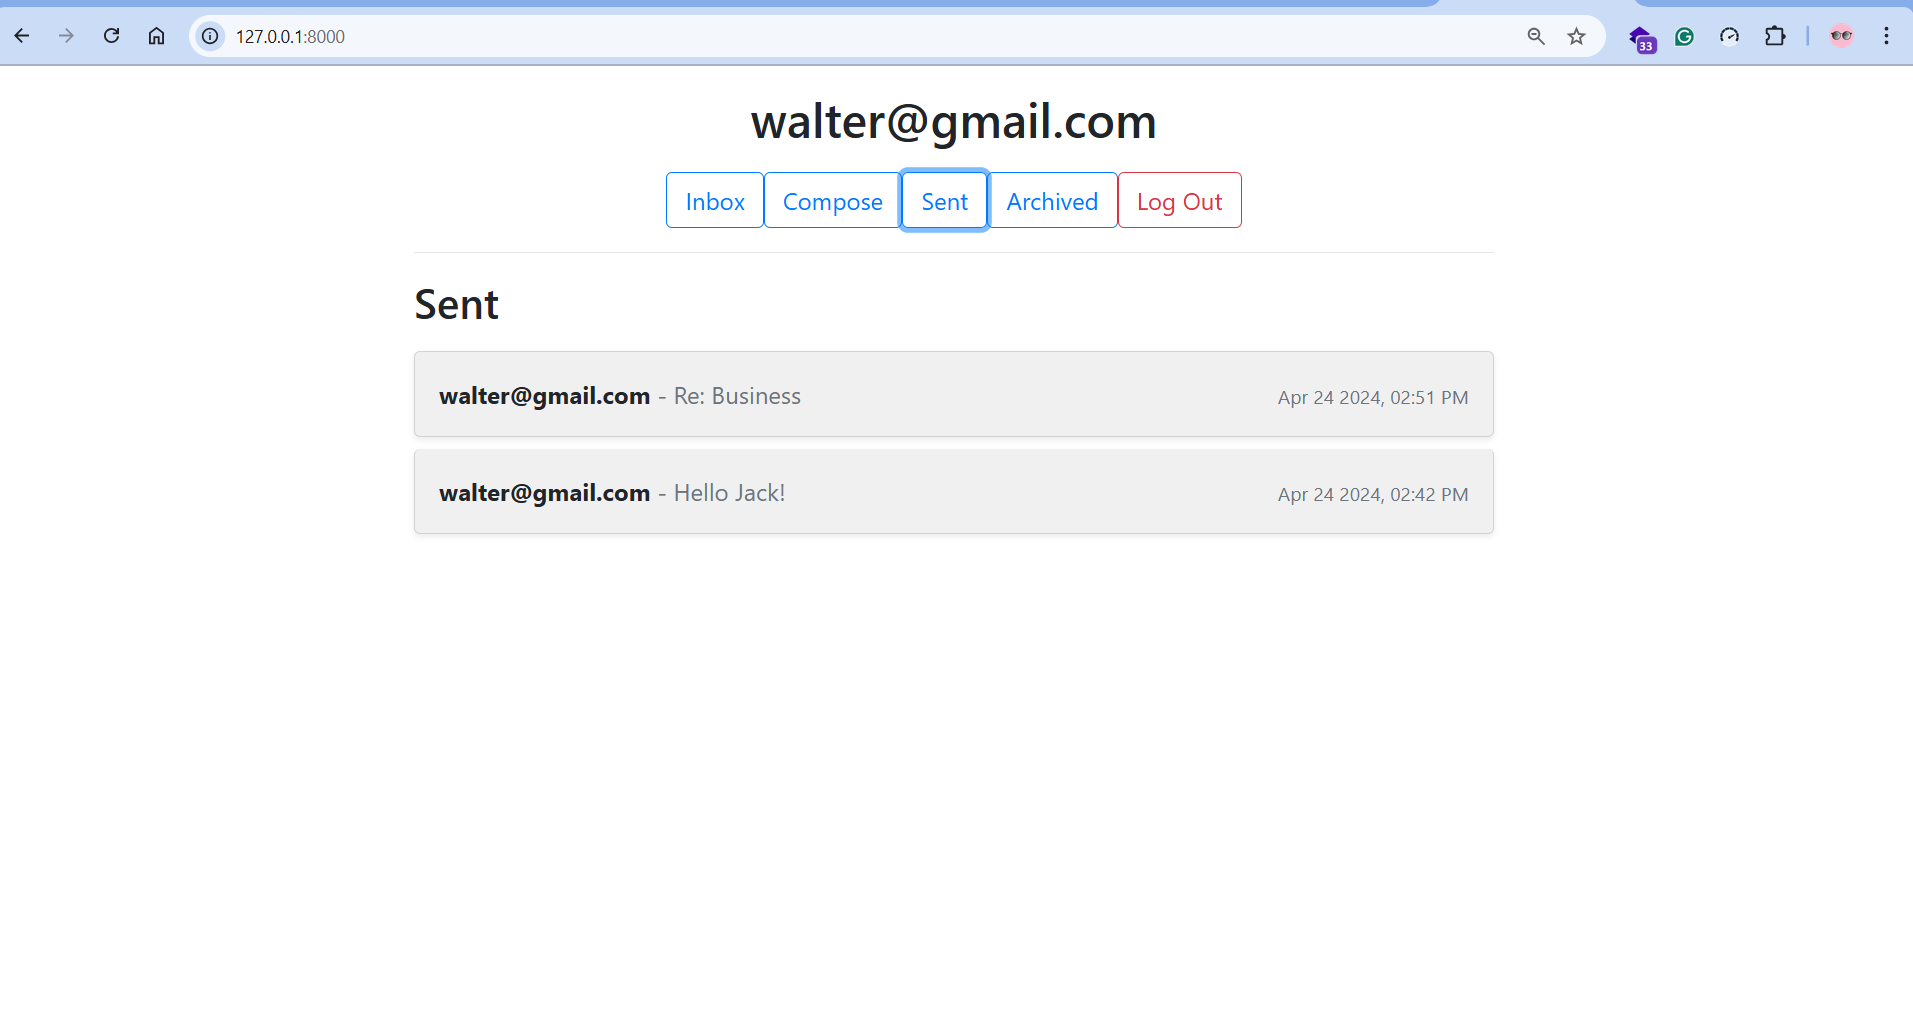 127.0.0.1:8000
33
walter@gmail.com
Inbox Compose Sent Archived Log Out
Sent
walter@gmail.com - Re: Business Apr 24 2024, 02:51 PM
walter@gmail.com - Hello Jack! Apr 24 2024, 02:42 PM